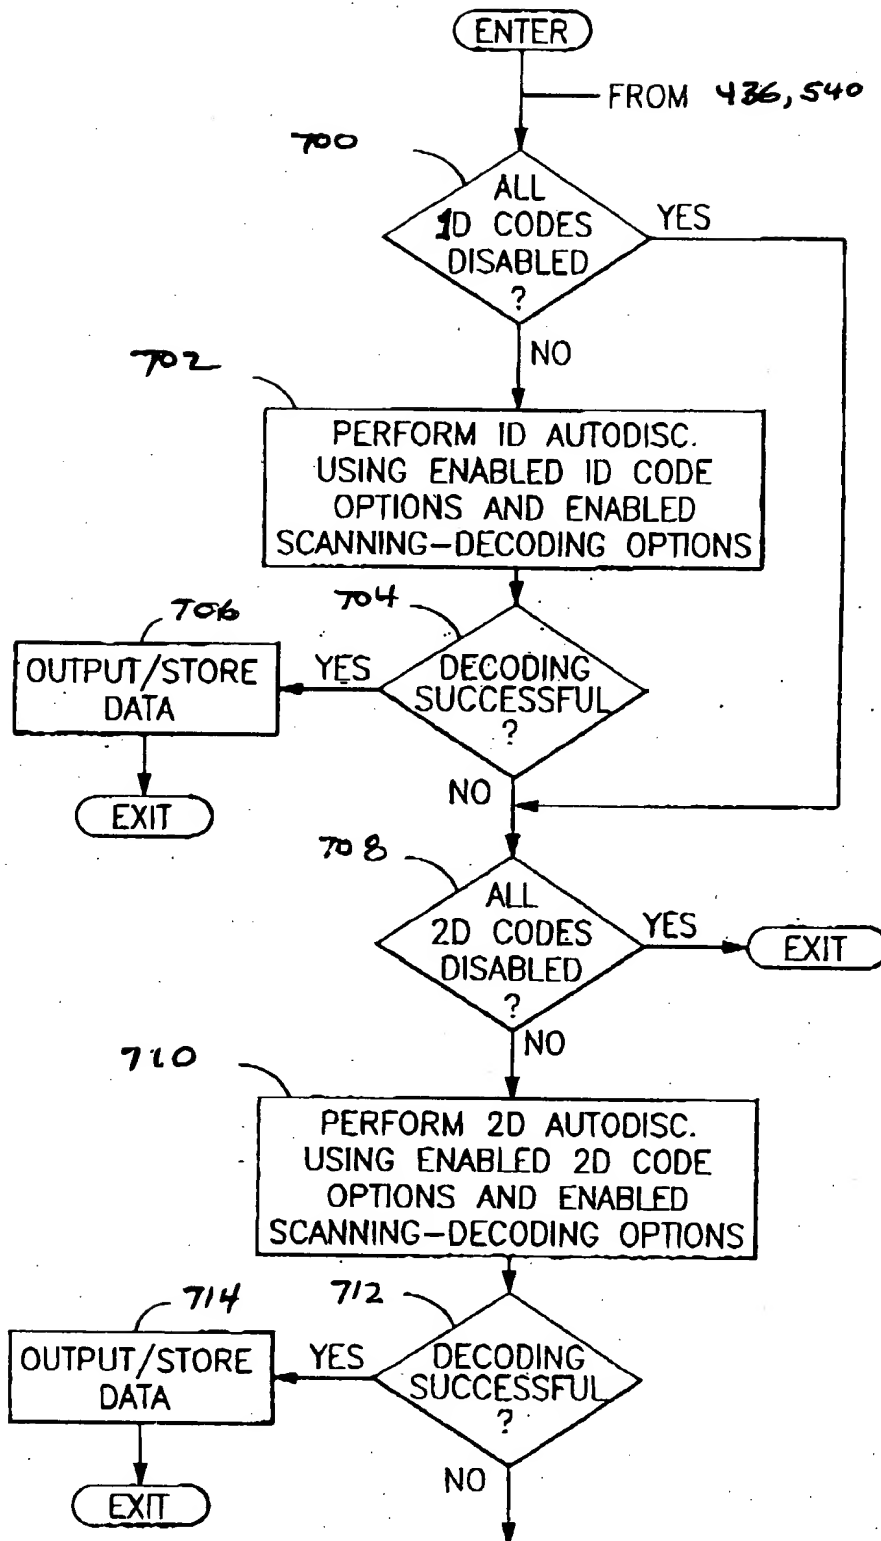 ENTER
FROM 436, 540
700
ALL
1D CODES
DISABLED
?
YES
NO
702
PERFORM ID AUTODISC.
USING ENABLED ID CODE
OPTIONS AND ENABLED
SCANNING-DECODING OPTIONS
704
706
DECODING
SUCCESSFUL
?
YES
OUTPUT/STORE
DATA
EXIT
NO
708
ALL
2D CODES
DISABLED
?
YES
EXIT
NO
710
PERFORM 2D AUTODISC.
USING ENABLED 2D CODE
OPTIONS AND ENABLED
SCANNING-DECODING OPTIONS
712
714
DECODING
SUCCESSFUL
?
YES
OUTPUT/STORE
DATA
EXIT
NO